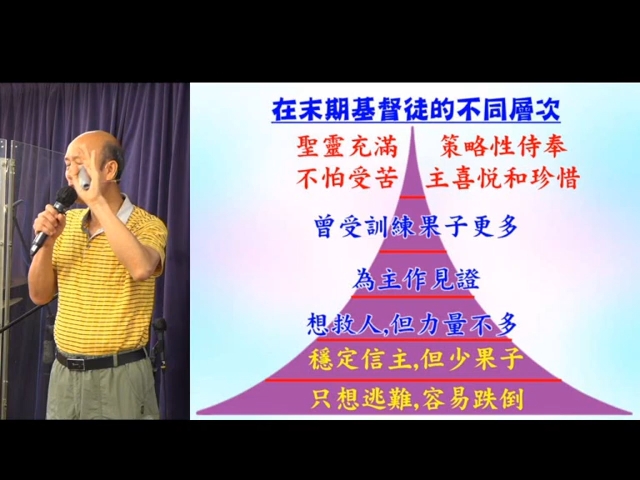 在末期基督徒的不同層次
聖靈充滿 策略性侍奉
不怕受苦 主喜悦和珍惜
曾受訓練果子更多
為主作見證
想救人,但力量不多
穩定信主,但少果子
只想逃難,容易跌倒